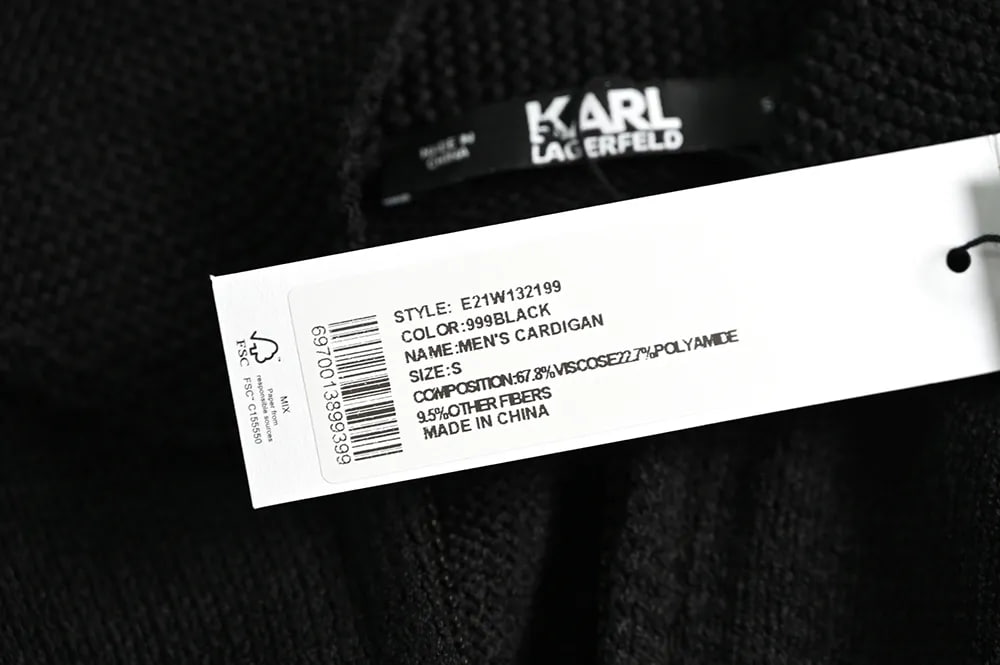 KARL
LAGERFELD
MADE IN
CHINA
S
STYLE: E21W132199
COLOR:999BLACK
NAME:MEN'S CARDIGAN
SIZE:S
COMPOSITION:67.8%VISCOSE22.7%POLYAMIDE
9.5%OTHER FIBERS
MADE IN CHINA
6970013899399
FSC
FSC™ C155550
MIX
Paper from
responsible sources